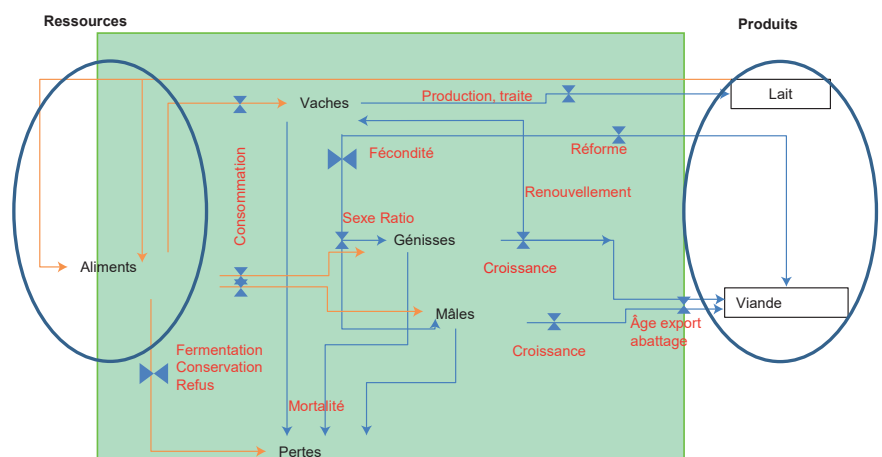 Ressources
Produits
Vaches
Production, traite
Lait
Fécondité
Réforme
Consommation
Renouvellement
Sexe Ratio
Génisses
Aliments
Croissance
Viande
Mâles
Âge export
abattage
Croissance
Fermentation
Conservation
Refus
Mortalité
Pertes